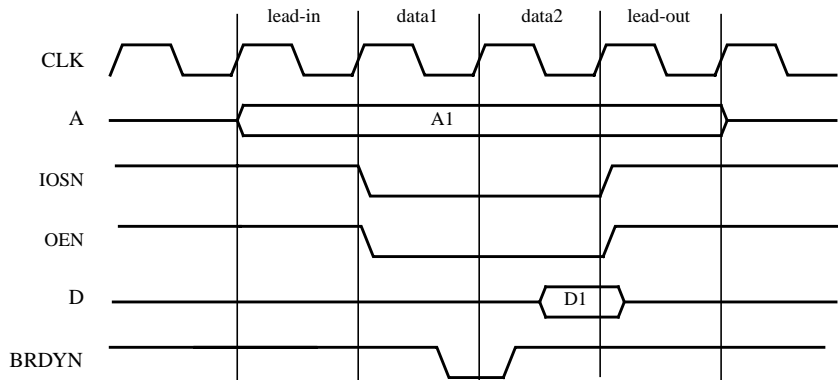 lead-in data1 data2 lead-out
CLK
A A1
IOSN
OEN
D D1
BRDYN